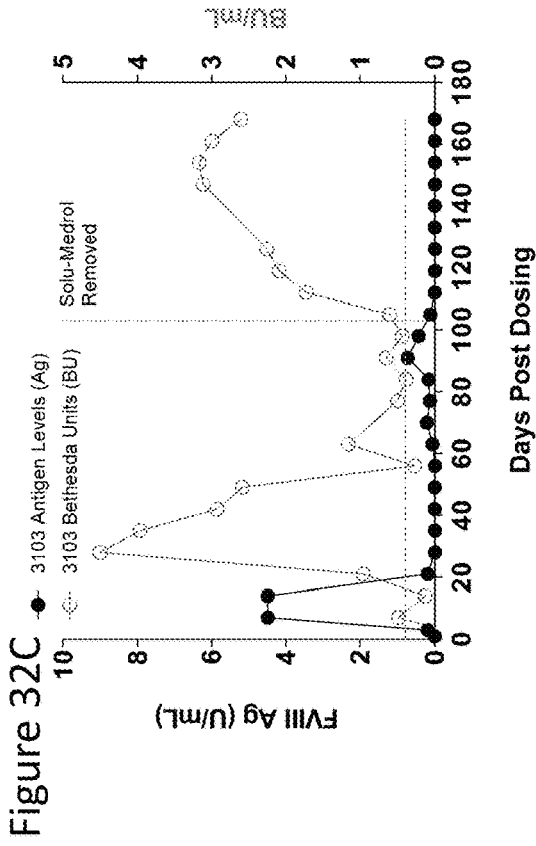 Figure 32C
3103 Antigen Levels (Ag)
3103 Bethesda Units (BU)
Solu-Medrol
Removed
FVIII Ag (U/mL)
10
8
6
4
2
0
BU/mL
5
4
3
2
1
0
0 20 40 60 80 100 120 140 160 180
Days Post Dosing